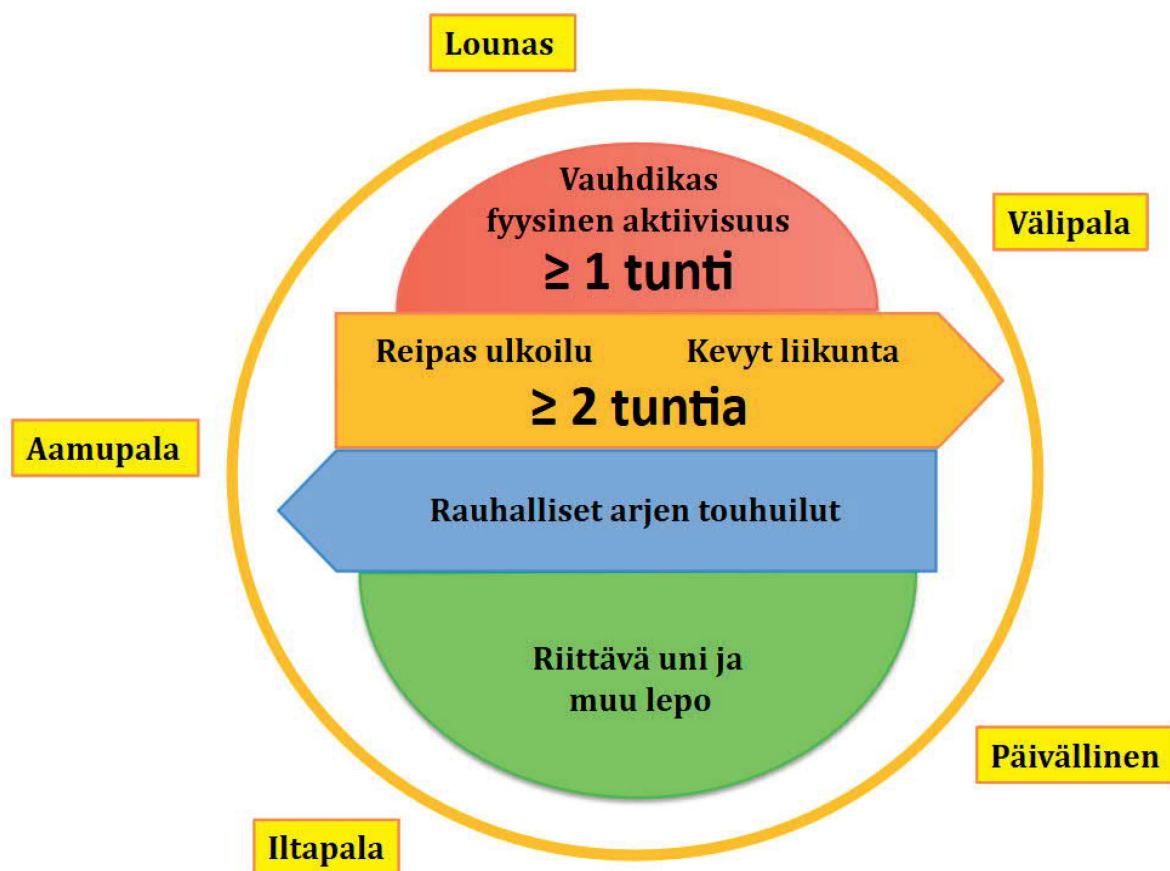 Lounas
Vauhdikas
fyysinen aktiivisuus
≥ 1 tunti
Välipala
Reipas ulkoilu
Kevyt liikunta
≥ 2 tuntia
Aamupala
Rauhalliset arjen touhuilut
Riittävä uni ja
muu lepo
Päivällinen
Iltapala